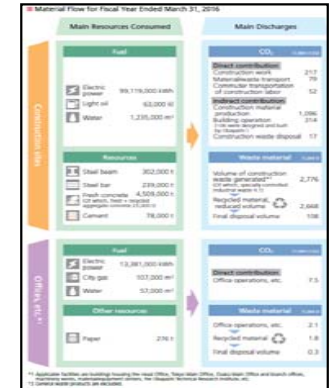 Material Flow for Fiscal Year Ended March 31, 2016
Main Resources Consumed
Main Discharges
Construction sites
Fuel
Electric power 99,119,000 kWh
Light oil 63,000 kl
Water 1,235,000 m³
Resources
Steel beam 302,000 t
Steel bar 239,000 t
Fresh concrete 4,509,000 t
Cement 78,000 t
CO₂
Direct contribution
Construction work 217
Material/waste transport 79
Commuter transportation
of construction labor 52
Indirect contribution
Construction material
production 1,096
Building operation 314
Construction waste disposal 17
Waste material
Volume of construction
waste generated 2,776
Recycled material,
reduced volume 2,668
Final disposal volume 108
Offices, etc.*¹
Fuel
Electric
power 13,381,000 kWh
City gas 107,000 m³
Water 57,000 m³
Other resources
Paper 276 t
CO₂
Direct contribution
Office operations, etc. 7.5
Waste material
Office operations, etc. 2.1
Recycled material 1.8
Final disposal volume 0.3